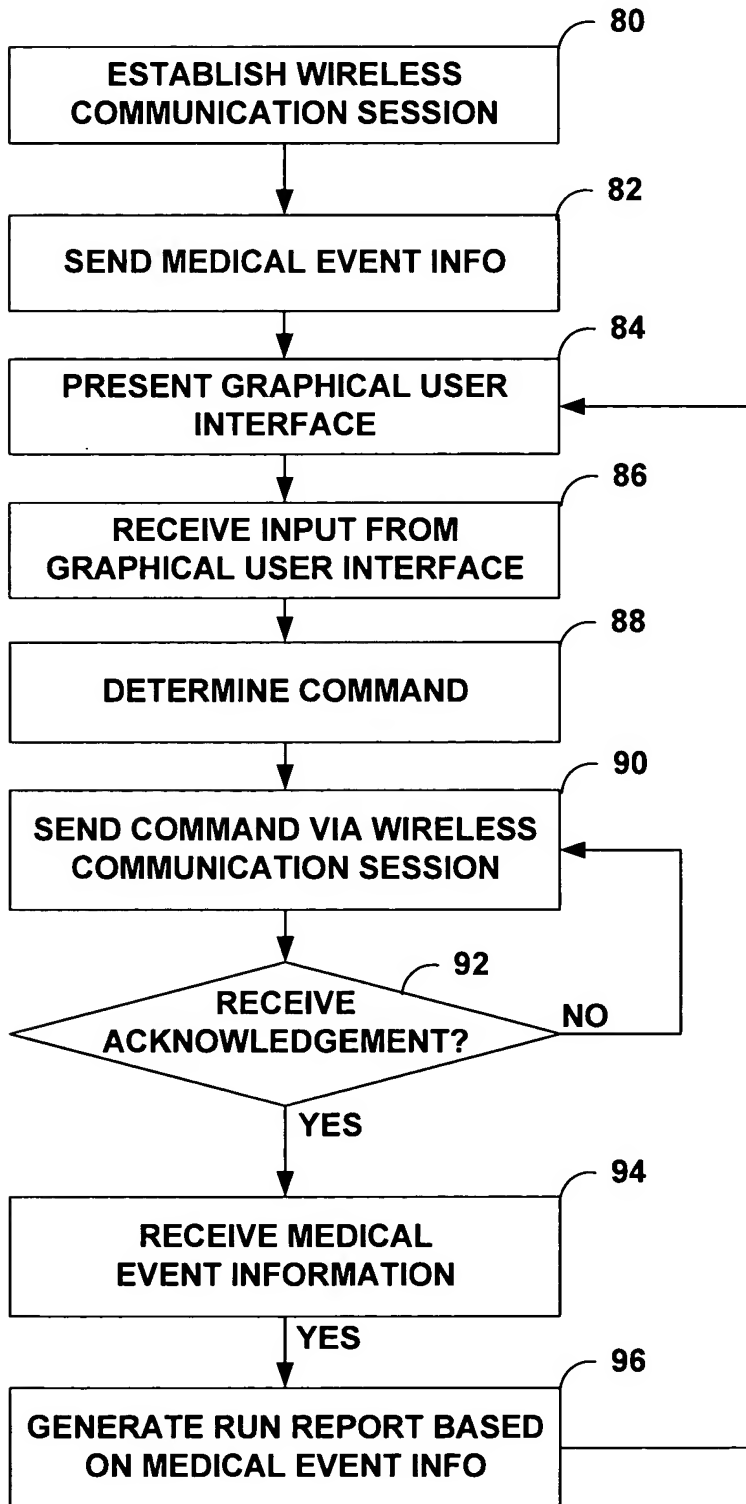 80
ESTABLISH WIRELESS
COMMUNICATION SESSION
82
SEND MEDICAL EVENT INFO
84
PRESENT GRAPHICAL USER
INTERFACE
86
RECEIVE INPUT FROM
GRAPHICAL USER INTERFACE
88
DETERMINE COMMAND
90
SEND COMMAND VIA WIRELESS
COMMUNICATION SESSION
92
RECEIVE
ACKNOWLEDGEMENT?
NO
YES
94
RECEIVE MEDICAL
EVENT INFORMATION
YES
96
GENERATE RUN REPORT BASED
ON MEDICAL EVENT INFO